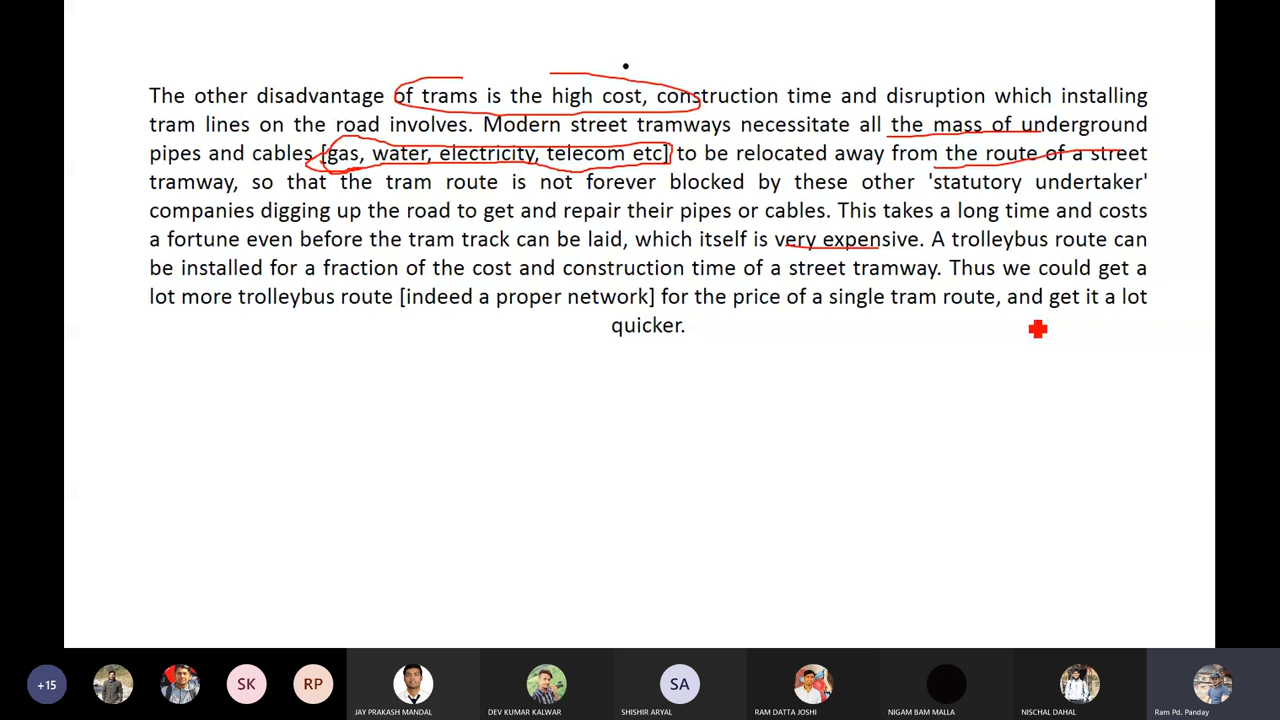 The other disadvantage of trams is the high cost, construction time and disruption which installing
tram lines on the road involves. Modern street tramways necessitate all the mass of underground
pipes and cables [gas, water, electricity, telecom etc] to be relocated away from the route of a street
tramway, so that the tram route is not forever blocked by these other 'statutory undertaker'
companies digging up the road to get and repair their pipes or cables. This takes a long time and costs
a fortune even before the tram track can be laid, which itself is very expensive. A trolleybus route can
be installed for a fraction of the cost and construction time of a street tramway. Thus we could get a
lot more trolleybus route [indeed a proper network] for the price of a single tram route, and get it a lot
quicker.
+15
SK
RP
JAY PRAKASH MANDAL
DEV KUMAR KALWAR
SA
SHISHIR ARYAL
RAM DATTA JOSHI
NIGAM BAM MALLA
NISCHAL DAHAL
Ram Pd. Panday